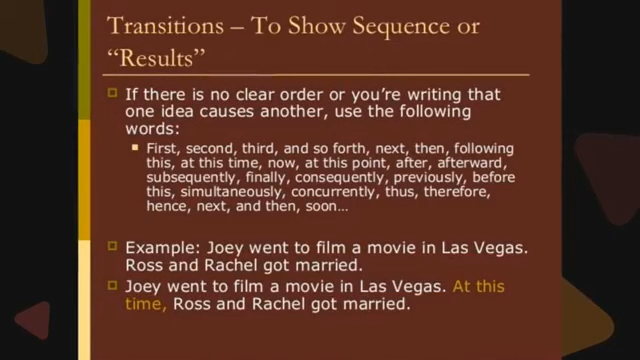 Transitions – To Show Sequence or
“Results”
If there is no clear order or you’re writing that
one idea causes another, use the following
words:
First, second, third, and so forth, next, then, following
this, at this time, now, at this point, after, afterward,
subsequently, finally, consequently, previously, before
this, simultaneously, concurrently, thus, therefore,
hence, next, and then, soon…
Example: Joey went to film a movie in Las Vegas.
Ross and Rachel got married.
Joey went to film a movie in Las Vegas. At this
time, Ross and Rachel got married.